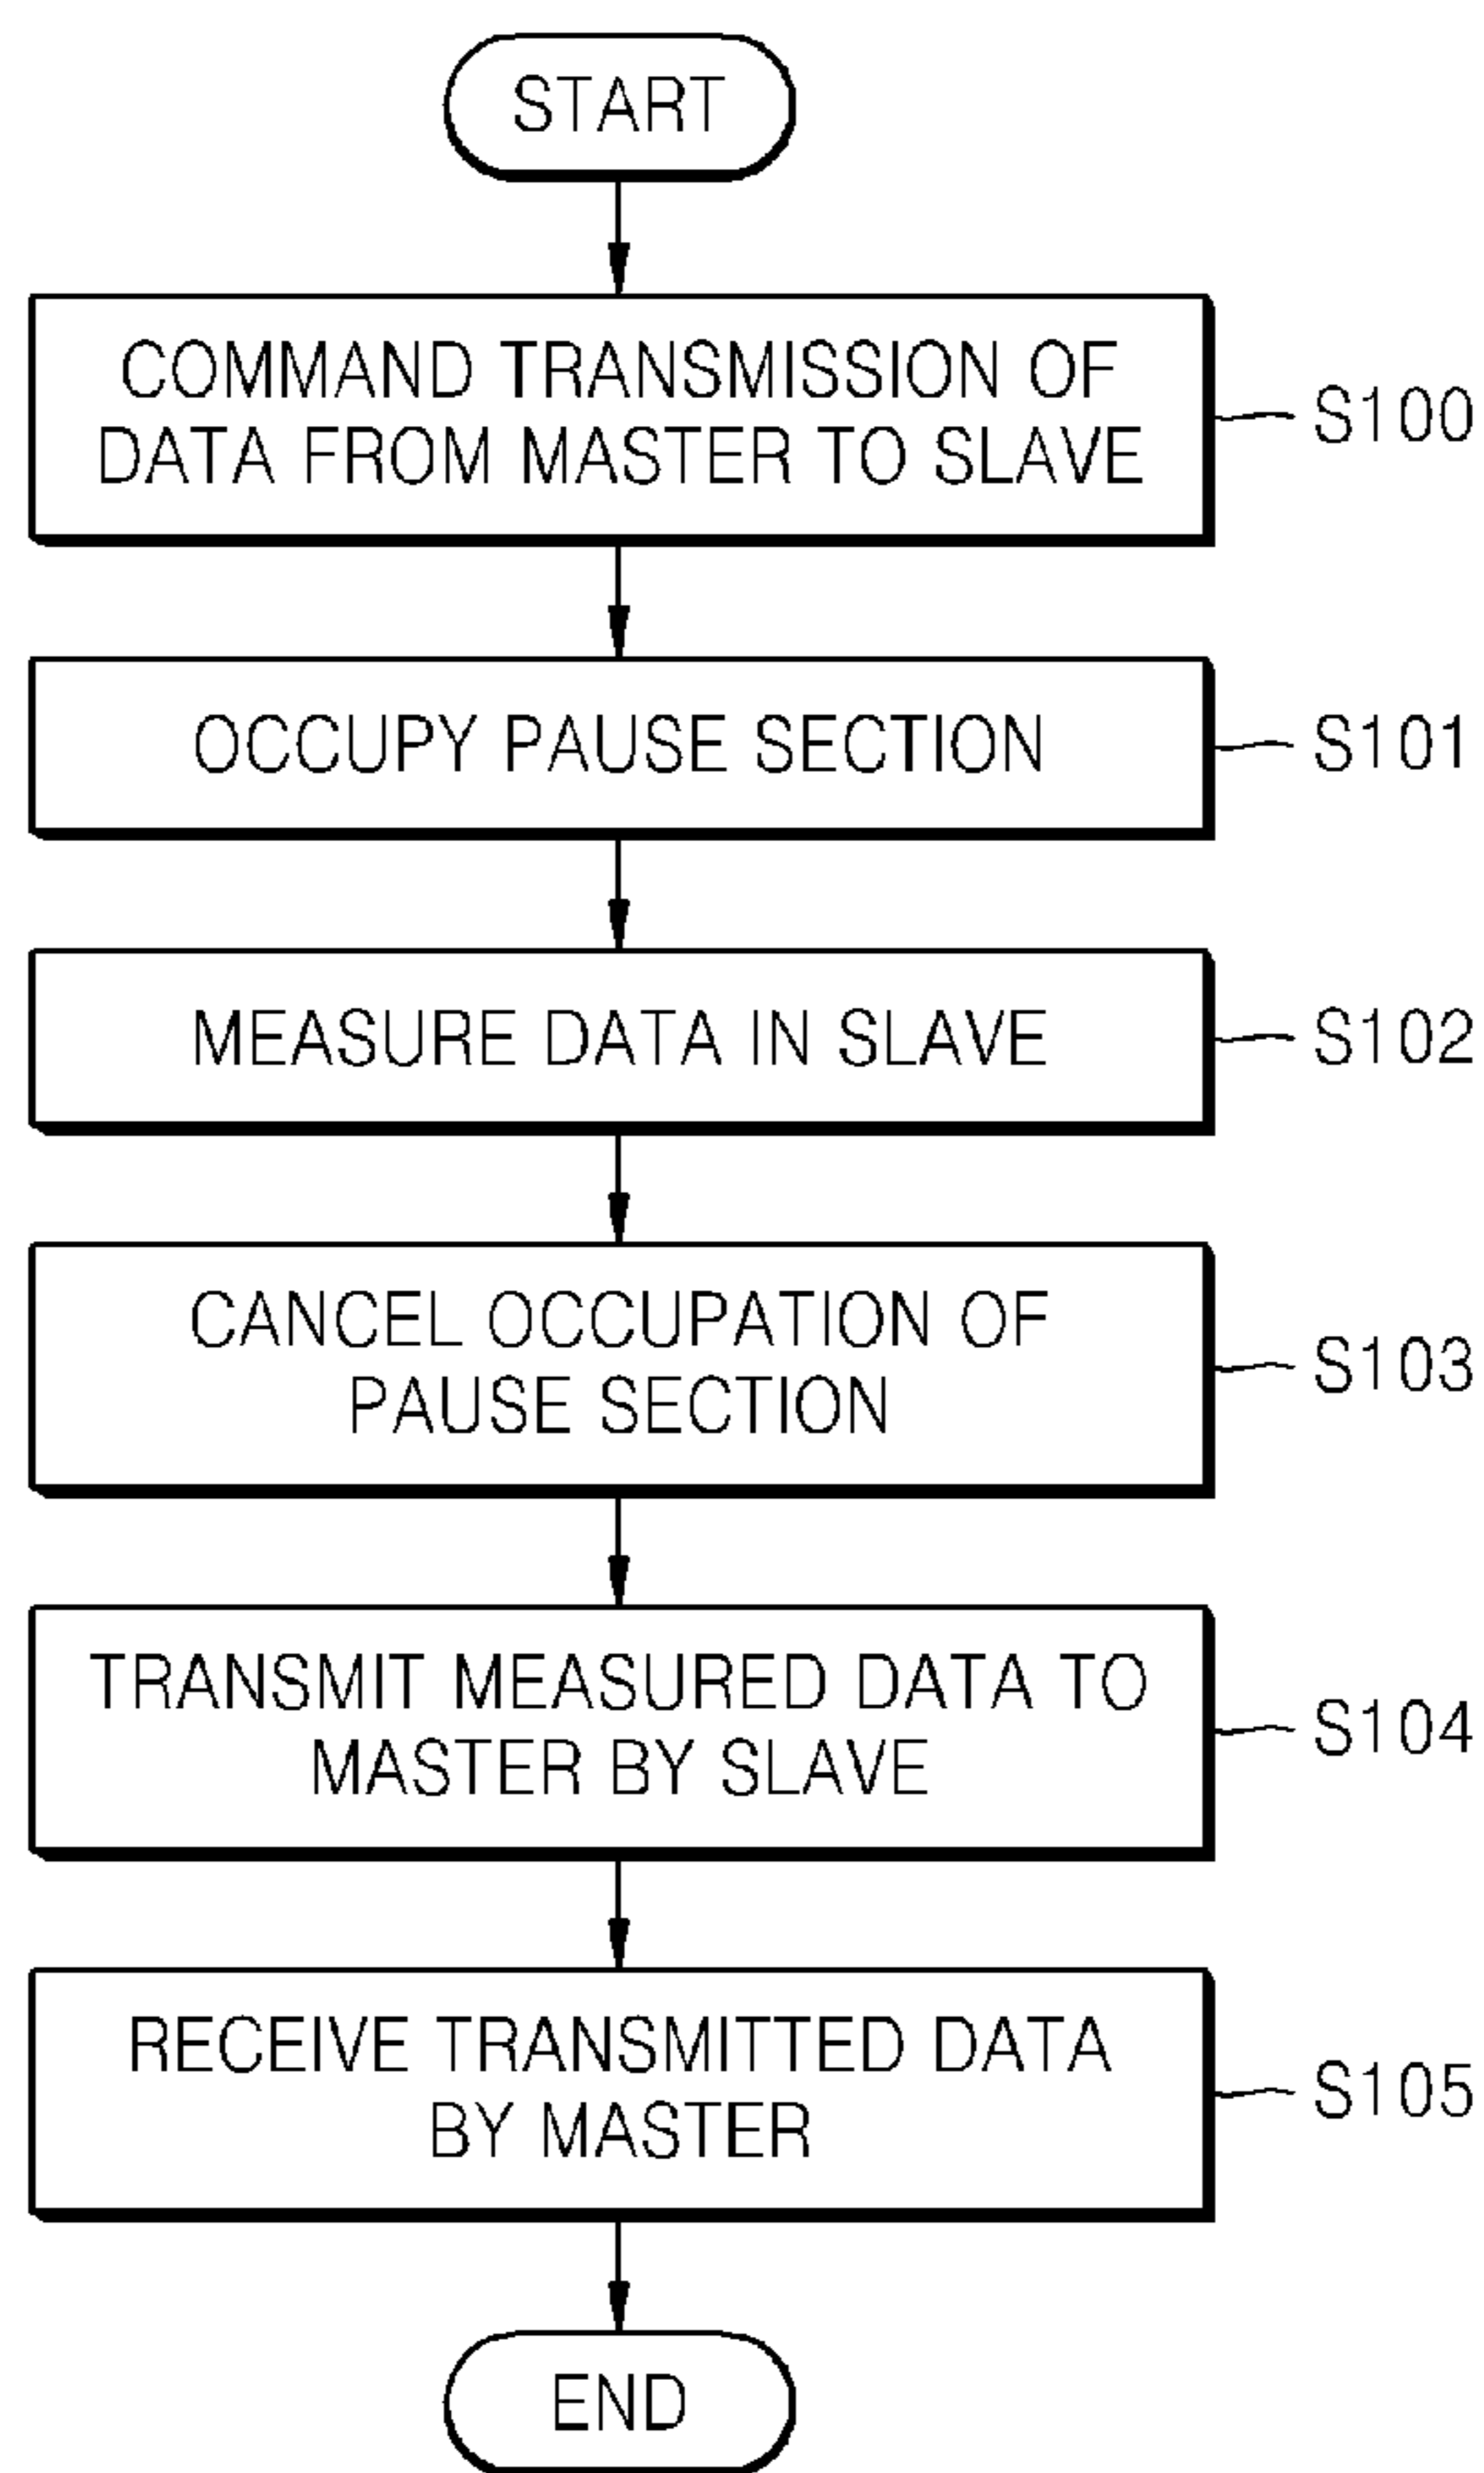 START
COMMAND TRANSMISSION OF
DATA FROM MASTER TO SLAVE
S100
OCCUPY PAUSE SECTION
S101
MEASURE DATA IN SLAVE
S102
CANCEL OCCUPATION OF
PAUSE SECTION
S103
TRANSMIT MEASURED DATA TO
MASTER BY SLAVE
S104
RECEIVE TRANSMITTED DATA
BY MASTER
S105
END